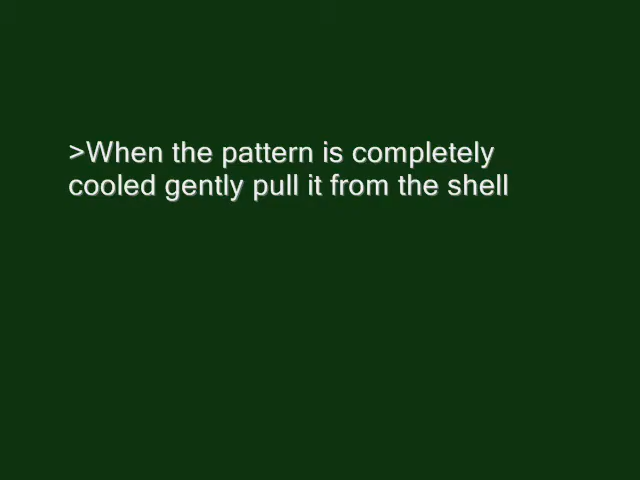 >When the pattern is completely
cooled gently pull it from the shell